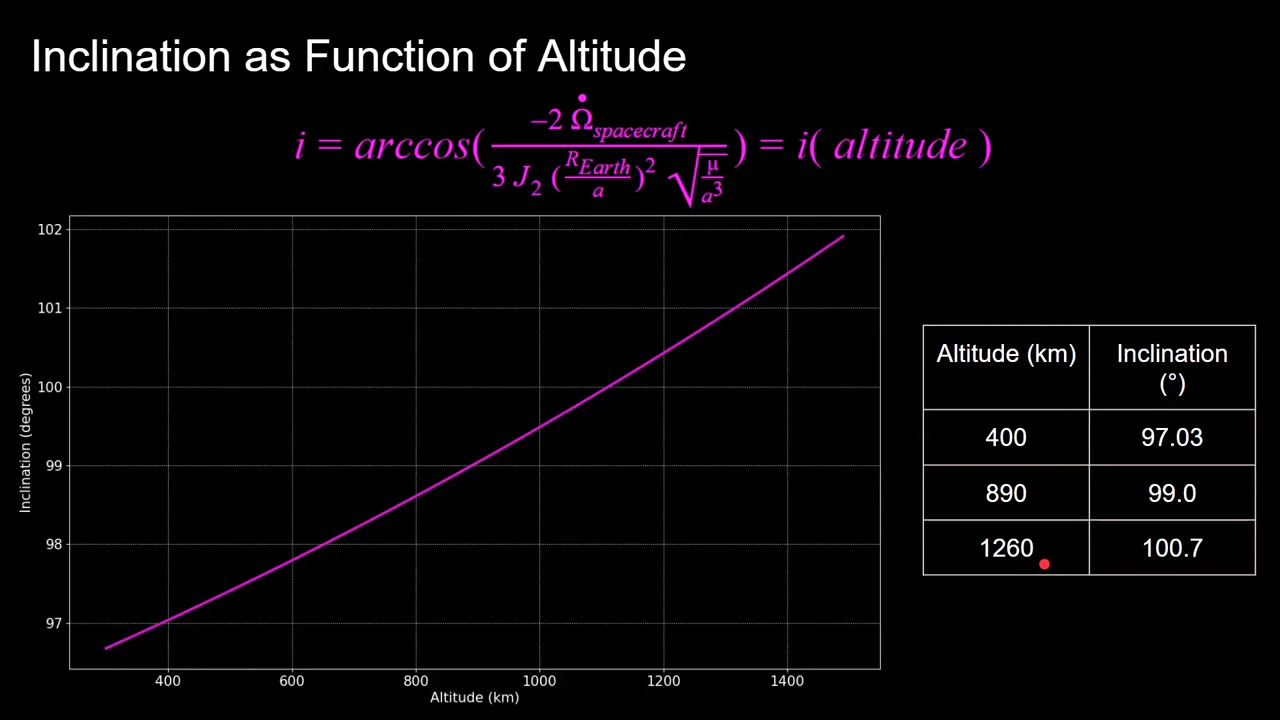 Inclination as Function of Altitude
i = arccos( −2 Ω̇spacecraft / 3 J2 (REarth / a)² √(μ / a³) ) = i( altitude )
102
101
100
99
98
97
Inclination (degrees)
400 600 800 1000 1200 1400
Altitude (km)
Altitude (km) Inclination
(°)
400 97.03
890 99.0
1260 100.7